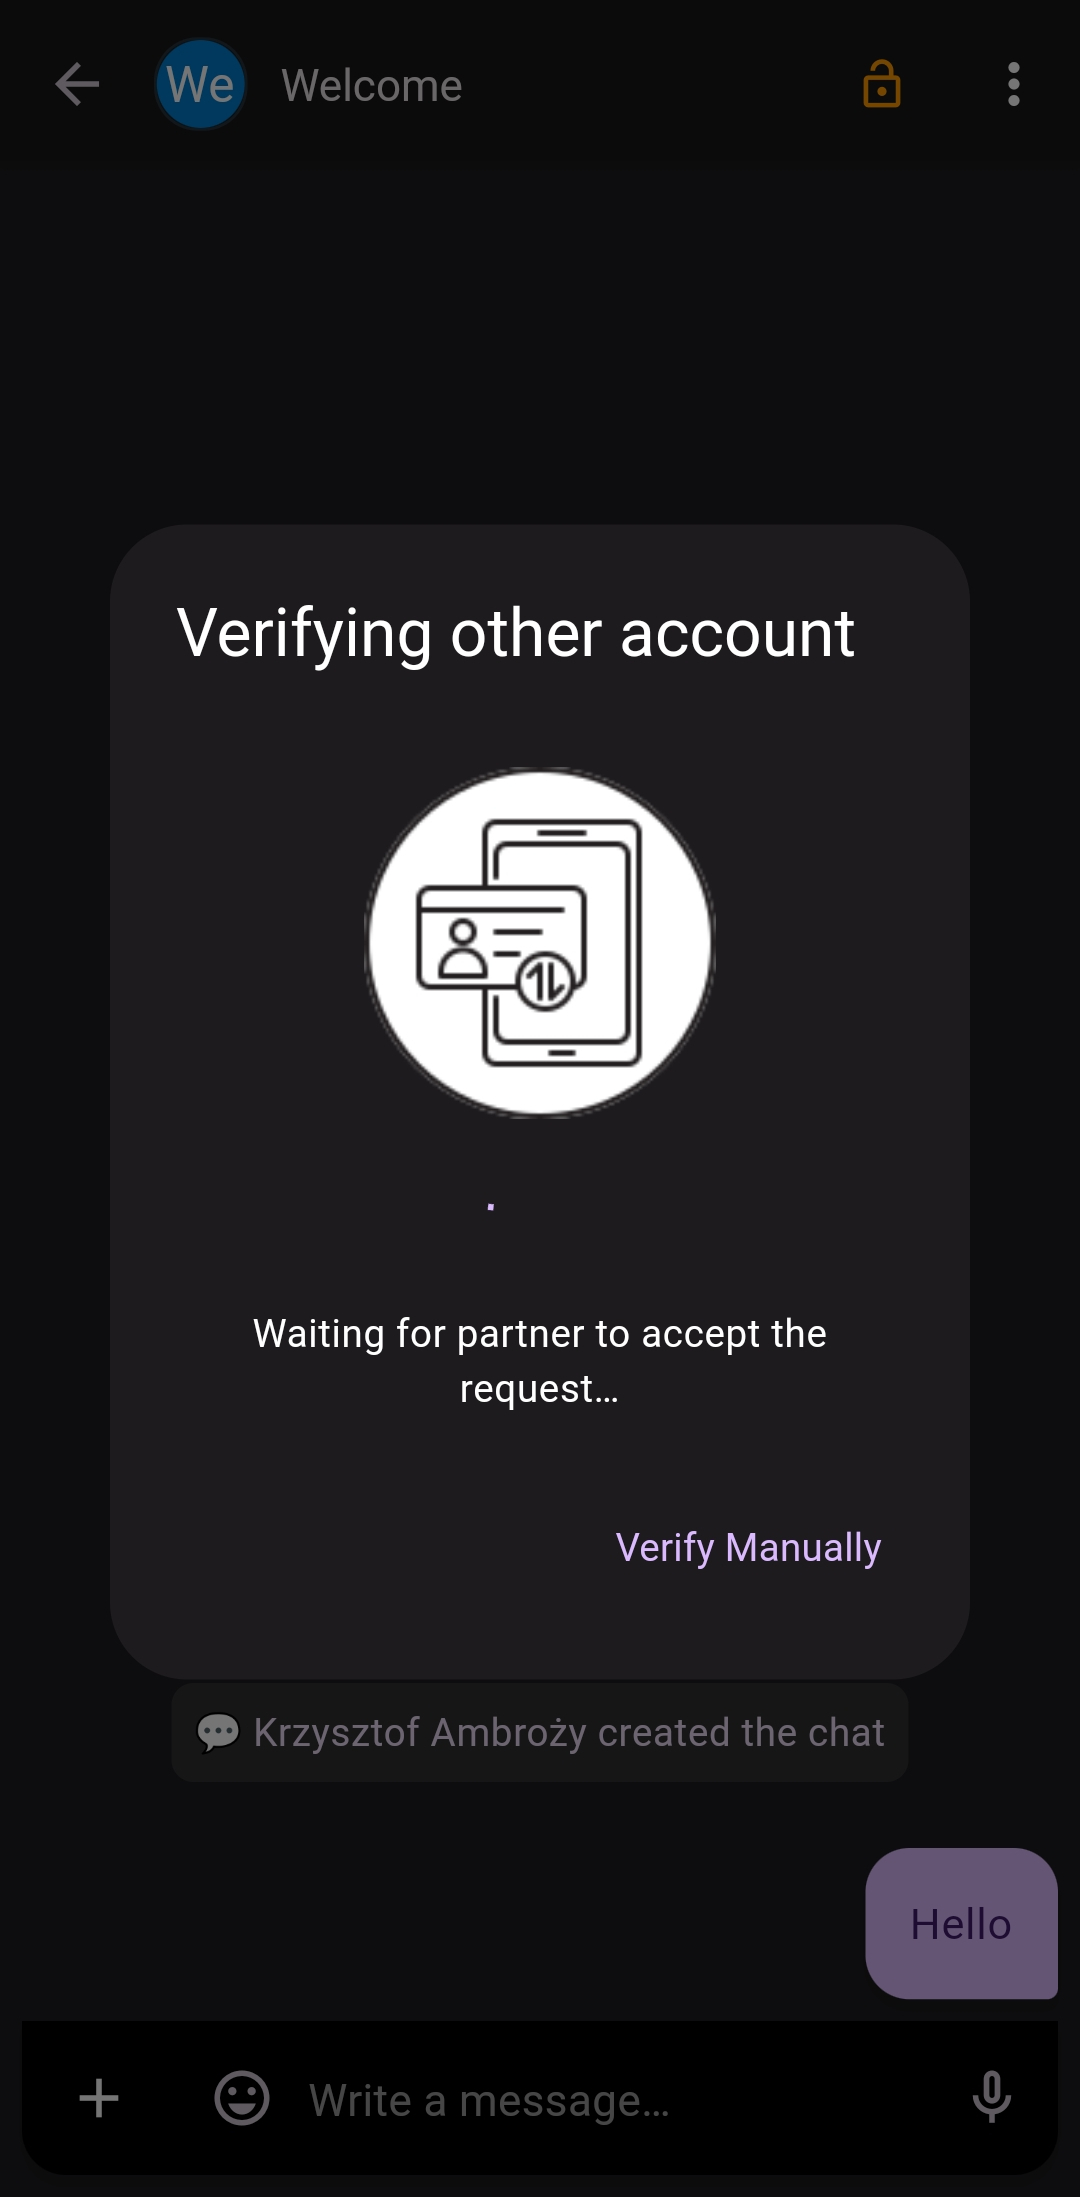 We Welcome
Verifying other account
Waiting for partner to accept the
request…
Verify Manually
💬 Krzysztof Ambroży created the chat
Hello
Write a message…